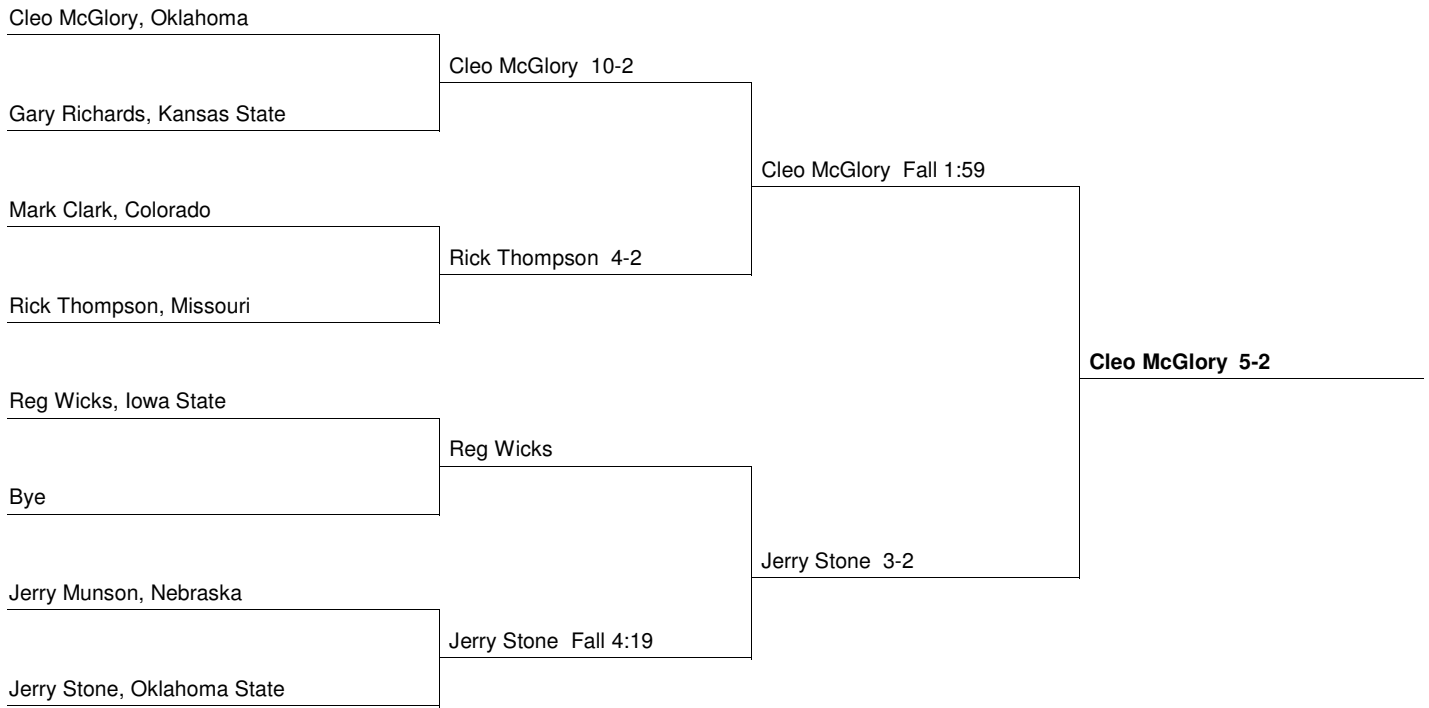 Cleo McGlory, Oklahoma
Cleo McGlory  10-2
Gary Richards, Kansas State
Cleo McGlory  Fall 1:59
Mark Clark, Colorado
Rick Thompson  4-2
Rick Thompson, Missouri
Cleo McGlory  5-2
Reg Wicks, Iowa State
Reg Wicks
Bye
Jerry Stone  3-2
Jerry Munson, Nebraska
Jerry Stone  Fall 4:19
Jerry Stone, Oklahoma State